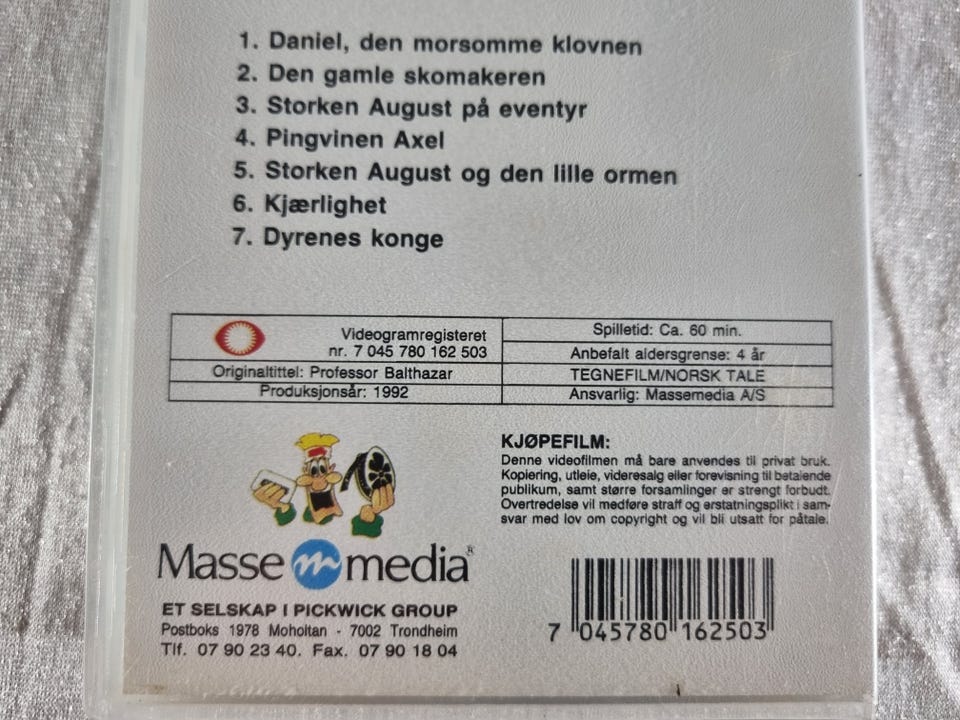 1. Daniel, den morsomme klovnen
2. Den gamle skomakeren
3. Storken August på eventyr
4. Pingvinen Axel
5. Storken August og den lille ormen
6. Kjærlighet
7. Dyrenes konge
Videogramregisteret
nr. 7 045 780 162 503
Originaltittel: Professor Balthazar
Produksjonsår: 1992
Spilletid: Ca. 60 min.
Anbefalt aldersgrense: 4 år
TEGNEFILM/NORSK TALE
Ansvarlig: Massemedia A/S
KJØPEFILM:
Denne videofilmen må bare anvendes til privat bruk.
Kopiering, utleie, videresalg eller forevisning til betalende
publikum, samt større forsamlinger er strengt forbudt.
Overtredelse vil medføre straff og erstatningsplikt i sam-
svar med lov om copyright og vil bli utsatt for påtale.
Masse m media®
ET SELSKAP I PICKWICK GROUP
Postboks 1978 Moholtan - 7002 Trondheim
Tlf. 07 90 23 40. Fax. 07 90 18 04
7 045780 162503